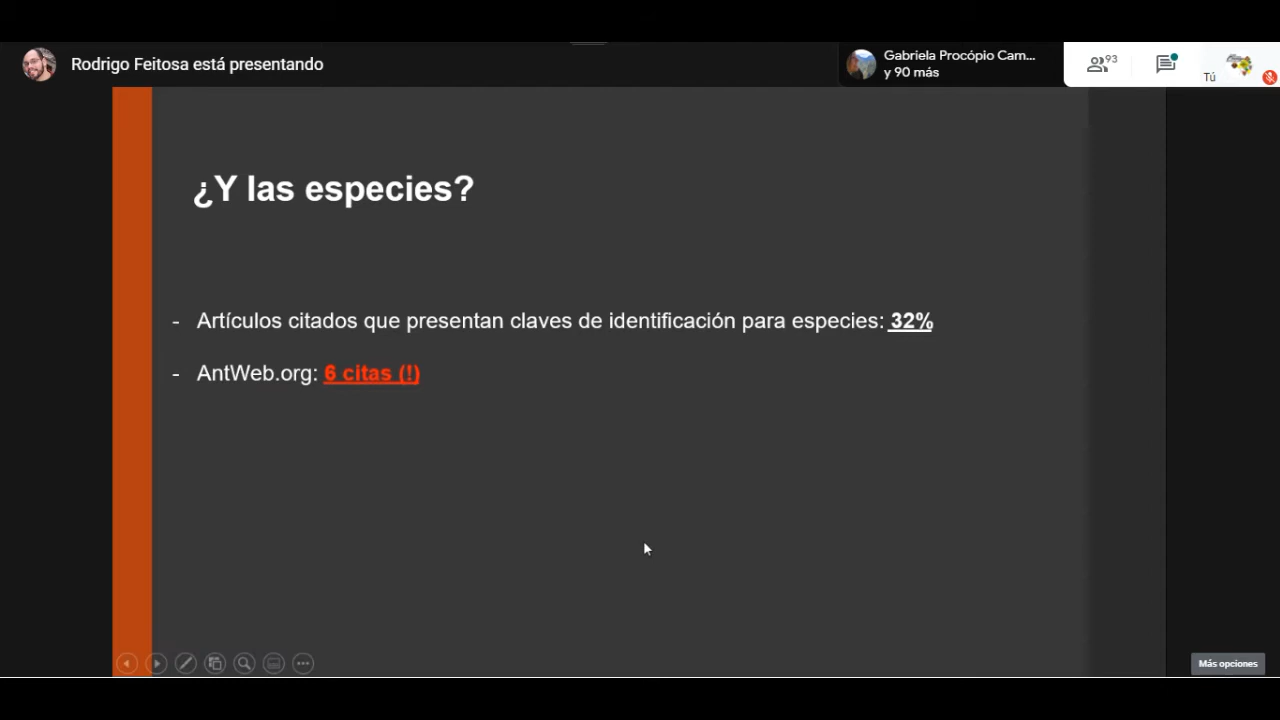 Rodrigo Feitosa está presentando
Gabriela Procópio Cam...
y 90 más
93
Tú
¿Y las especies?
- Artículos citados que presentan claves de identificación para especies: 32%
- AntWeb.org: 6 citas (!)
Más opciones